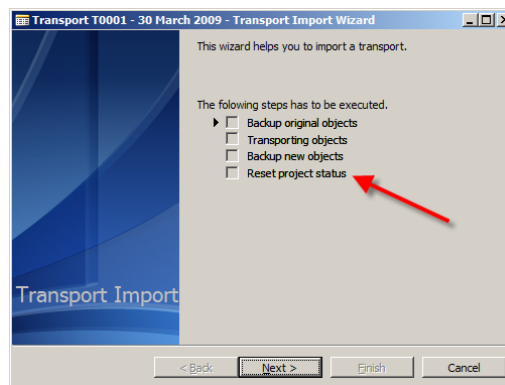 Transport T0001 - 30 March 2009 - Transport Import Wizard
This wizard helps you to import a transport.
The folowing steps has to be executed.
Backup original objects
Transporting objects
Backup new objects
Reset project status
Transport Import
< Back Next > Finish Cancel